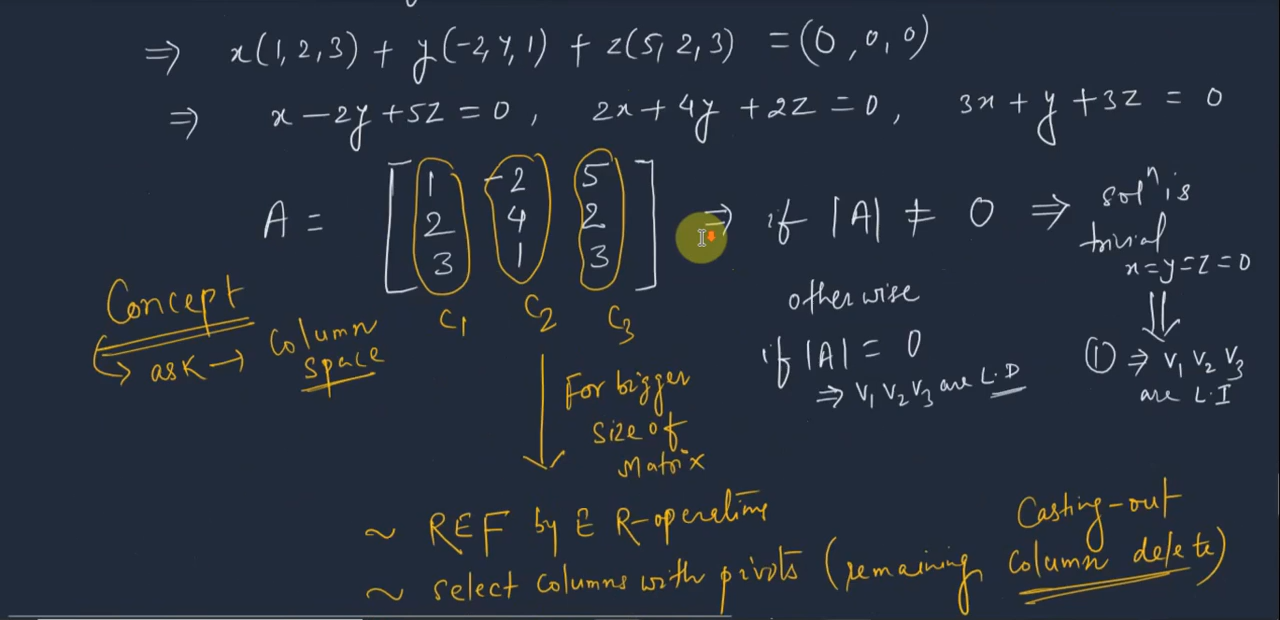 ⇒ x(1,2,3) + y(-2,4,1) + z(5,2,3) = (0,0,0)
⇒ x-2y+5z=0, 2x+4y+2z=0, 3x+y+3z=0
A = [1 -2 5
2 4 2
3 1 3] ⇒ if |A| ≠ 0 ⇒ solⁿ is
trivial
x=y=z=0
otherwise
Concept
C1 C2 C3
ask → Column
space
if |A| = 0
⇒ V1 V2 V3 are L.D
① ⇒ V1 V2 V3
are L.I
For bigger
size of
Matrix
~ REF by E R-operations
Casting-out
~ select columns with pivots (remaining column delete)